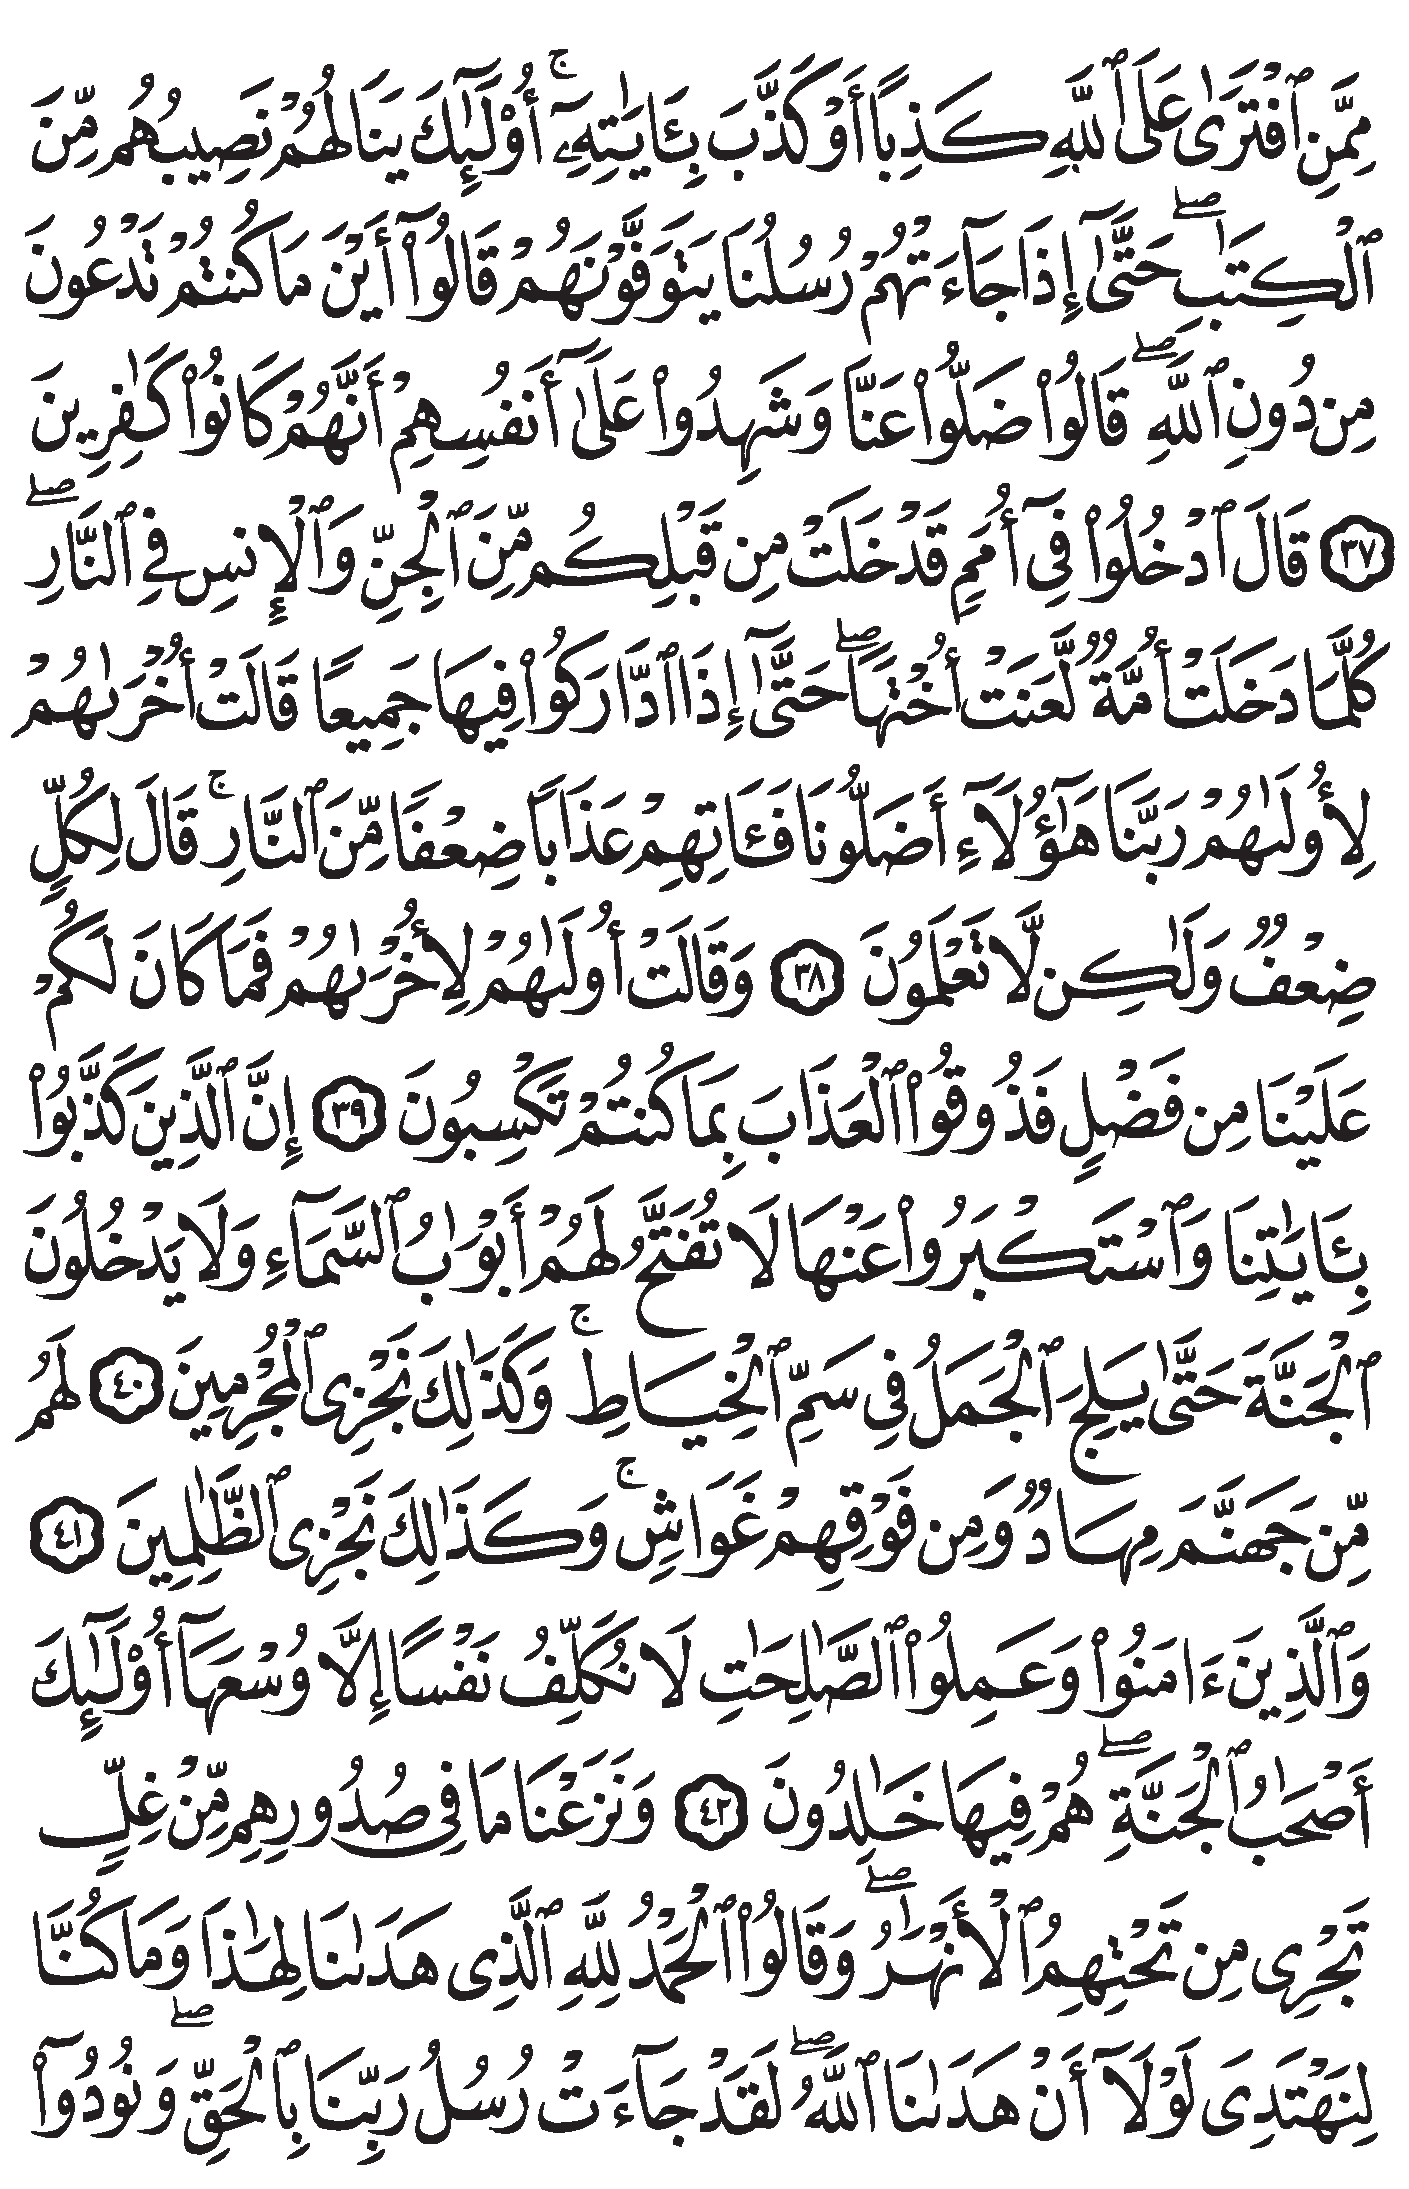 مِمَّنِ ٱفْتَرَىٰ عَلَى ٱللَّهِ كَذِبًا أَوْ كَذَّبَ بِـَٔايَـٰتِهِۦٓ ۚ أُو۟لَـٰٓئِكَ يَنَالُهُمْ نَصِيبُهُم مِّنَ
ٱلْكِتَـٰبِ ۖ حَتَّىٰٓ إِذَا جَآءَتْهُمْ رُسُلُنَا يَتَوَفَّوْنَهُمْ قَالُوٓا۟ أَيْنَ مَا كُنتُمْ تَدْعُونَ
مِن دُونِ ٱللَّهِ ۖ قَالُوا۟ ضَلُّوا۟ عَنَّا وَشَهِدُوا۟ عَلَىٰٓ أَنفُسِهِمْ أَنَّهُمْ كَانُوا۟ كَـٰفِرِينَ
٣٧ قَالَ ٱدْخُلُوا۟ فِىٓ أُمَمٍ قَدْ خَلَتْ مِن قَبْلِكُم مِّنَ ٱلْجِنِّ وَٱلْإِنسِ فِى ٱلنَّارِ ۖ
كُلَّمَا دَخَلَتْ أُمَّةٌ لَّعَنَتْ أُخْتَهَا ۖ حَتَّىٰٓ إِذَا ٱدَّارَكُوا۟ فِيهَا جَمِيعًا قَالَتْ أُخْرَىٰهُمْ
لِأُولَىٰهُمْ رَبَّنَا هَـٰٓؤُلَآءِ أَضَلُّونَا فَـَٔاتِهِمْ عَذَابًا ضِعْفًا مِّنَ ٱلنَّارِ ۚ قَالَ لِكُلٍّ
ضِعْفٌ وَلَـٰكِن لَّا تَعْلَمُونَ ٣٨ وَقَالَتْ أُولَىٰهُمْ لِأُخْرَىٰهُمْ فَمَا كَانَ لَكُمْ
عَلَيْنَا مِن فَضْلٍ فَذُوقُوا۟ ٱلْعَذَابَ بِمَا كُنتُمْ تَكْسِبُونَ ٣٩ إِنَّ ٱلَّذِينَ كَذَّبُوا۟
بِـَٔايَـٰتِنَا وَٱسْتَكْبَرُوا۟ عَنْهَا لَا تُفَتَّحُ لَهُمْ أَبْوَٰبُ ٱلسَّمَآءِ وَلَا يَدْخُلُونَ
ٱلْجَنَّةَ حَتَّىٰ يَلِجَ ٱلْجَمَلُ فِى سَمِّ ٱلْخِيَاطِ ۚ وَكَذَٰلِكَ نَجْزِى ٱلْمُجْرِمِينَ ٤٠ لَهُم
مِّن جَهَنَّمَ مِهَادٌ وَمِن فَوْقِهِمْ غَوَاشٍ ۚ وَكَذَٰلِكَ نَجْزِى ٱلظَّـٰلِمِينَ ٤١
وَٱلَّذِينَ ءَامَنُوا۟ وَعَمِلُوا۟ ٱلصَّـٰلِحَـٰتِ لَا نُكَلِّفُ نَفْسًا إِلَّا وُسْعَهَآ أُو۟لَـٰٓئِكَ
أَصْحَـٰبُ ٱلْجَنَّةِ ۖ هُمْ فِيهَا خَـٰلِدُونَ ٤٢ وَنَزَعْنَا مَا فِى صُدُورِهِم مِّنْ غِلٍّ
تَجْرِى مِن تَحْتِهِمُ ٱلْأَنْهَـٰرُ ۖ وَقَالُوا۟ ٱلْحَمْدُ لِلَّهِ ٱلَّذِى هَدَىٰنَا لِهَـٰذَا وَمَا كُنَّا
لِنَهْتَدِىَ لَوْلَآ أَنْ هَدَىٰنَا ٱللَّهُ ۖ لَقَدْ جَآءَتْ رُسُلُ رَبِّنَا بِٱلْحَقِّ ۖ وَنُودُوٓا۟